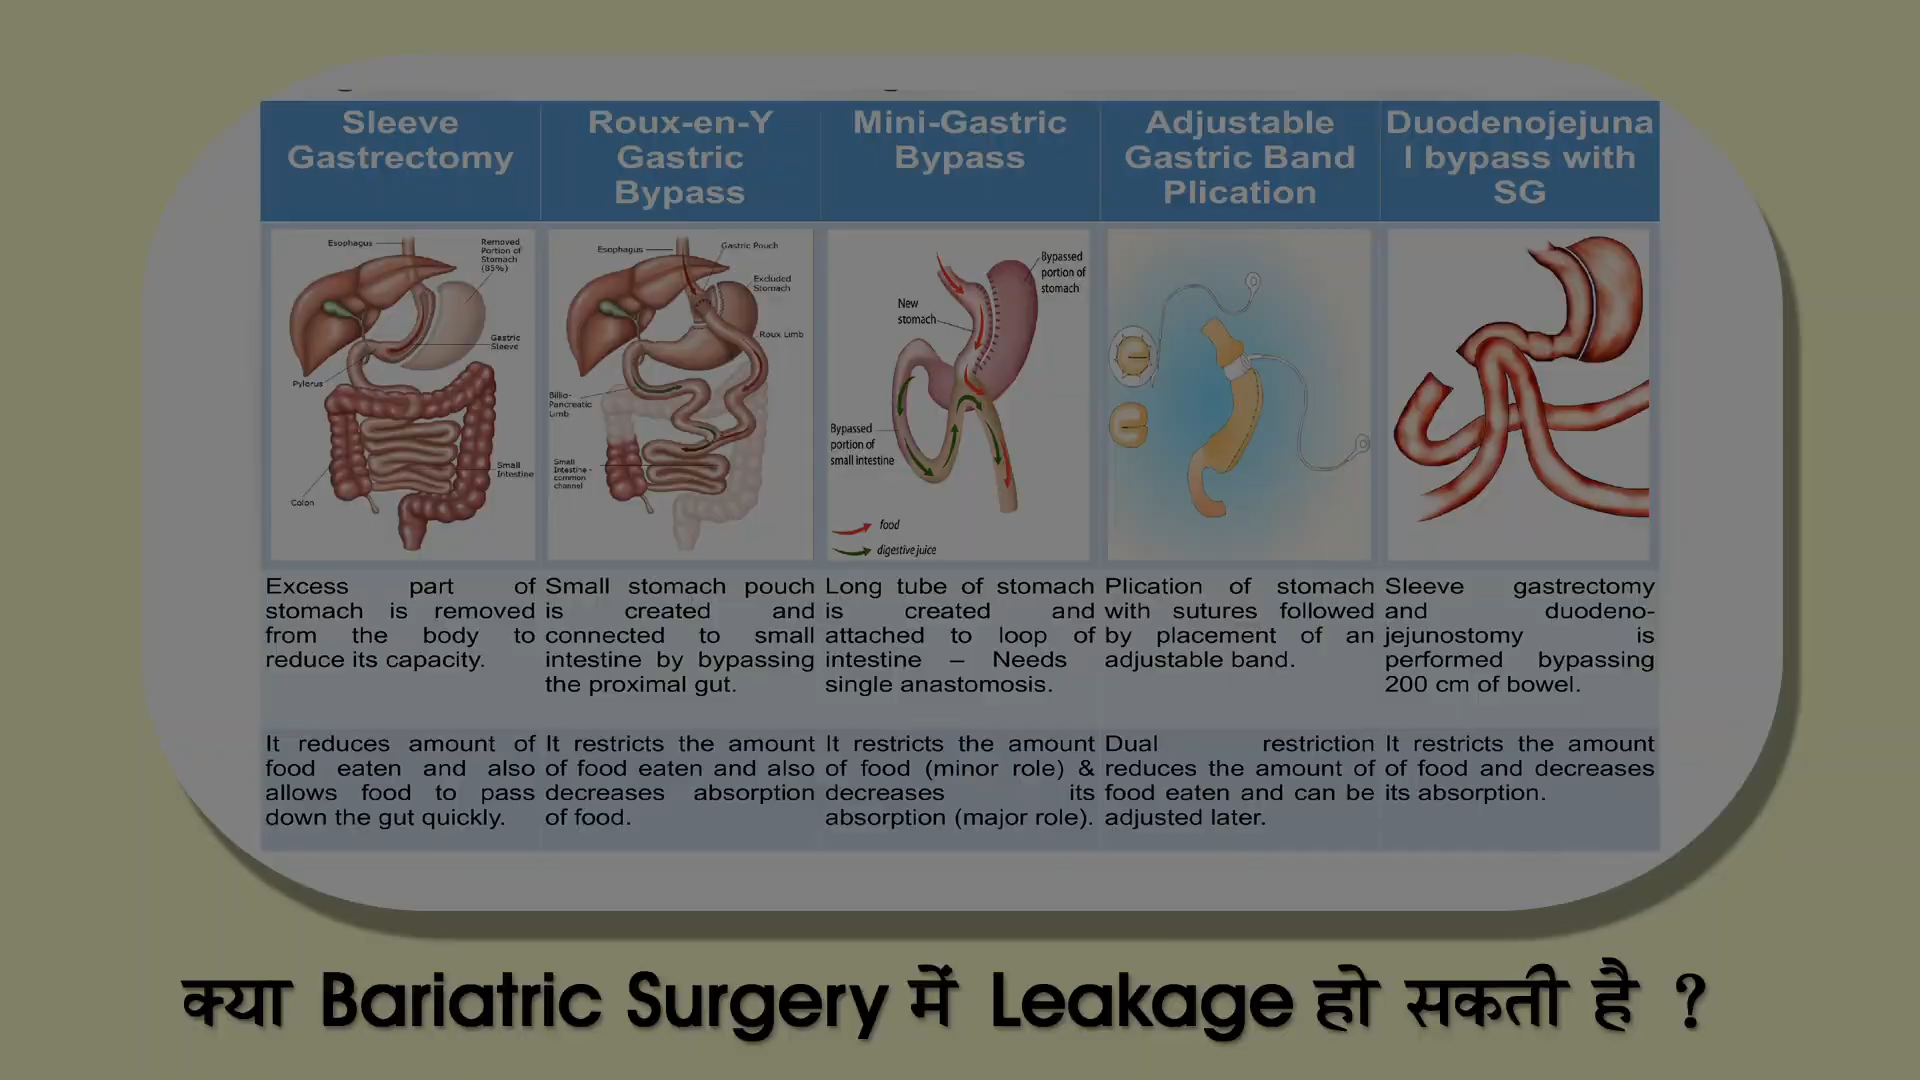 Sleeve
Gastrectomy
Roux-en-Y
Gastric
Bypass
Mini-Gastric
Bypass
Adjustable
Gastric Band
Plication
Duodenojejuna
l bypass with
SG
Esophagus
Removed
Portion of
Stomach
(85%)
Gastric
Sleeve
Pylorus
Small
Intestine
Colon
Esophagus
Gastric Pouch
Excluded
Stomach
Roux Limb
Billio-
Pancreatic
Limb
Small
Intestine -
common
channel
Bypassed
portion of
stomach
New
stomach
Bypassed
portion of
small intestine
food
digestive juice
Excess part of
stomach is removed
from the body to
reduce its capacity.
Small stomach pouch
is created and
connected to small
intestine by bypassing
the proximal gut.
Long tube of stomach
is created and
attached to loop of
intestine – Needs
single anastomosis.
Plication of stomach
with sutures followed
by placement of an
adjustable band.
Sleeve gastrectomy
and duodeno-
jejunostomy is
performed bypassing
200 cm of bowel.
It reduces amount of
food eaten and also
allows food to pass
down the gut quickly.
It restricts the amount
of food eaten and also
decreases absorption
of food.
It restricts the amount
of food (minor role) &
decreases its
absorption (major role).
Dual restriction
reduces the amount of
food eaten and can be
adjusted later.
It restricts the amount
of food and decreases
its absorption.
क्या Bariatric Surgery में Leakage हो सकती है ?